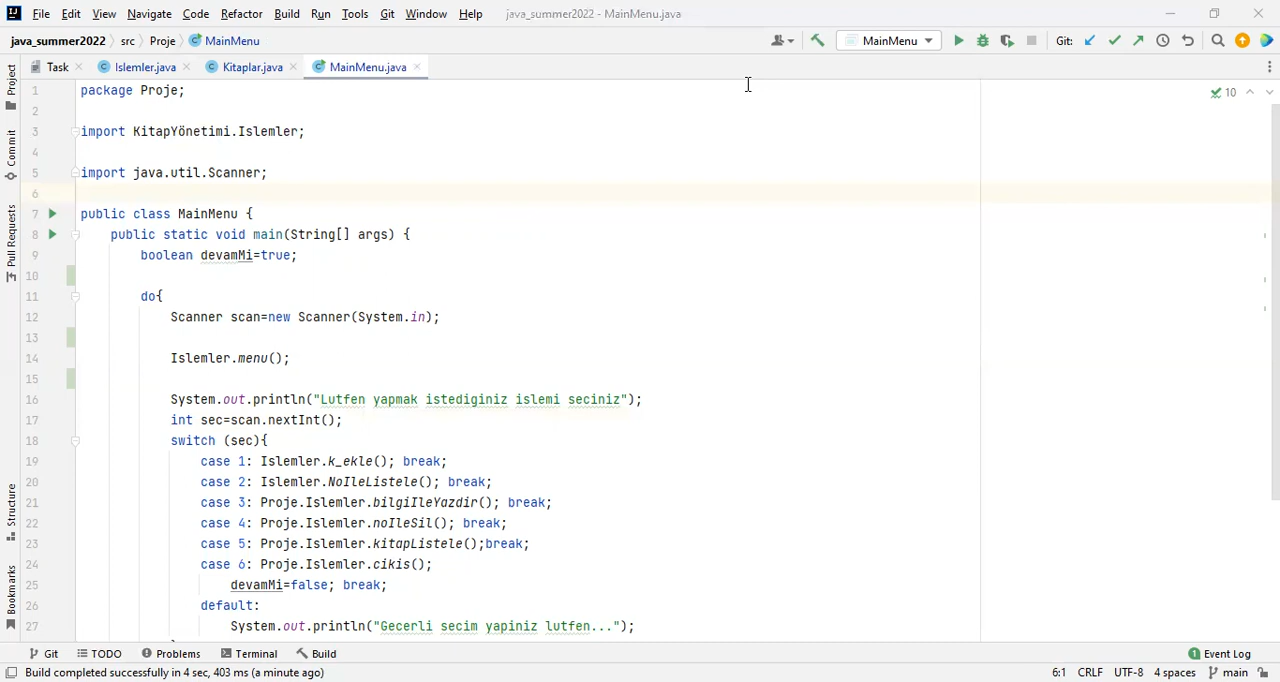 File Edit View Navigate Code Refactor Build Run Tools Git Window Help java_summer2022 - MainMenu.java
java_summer2022 src Proje MainMenu MainMenu Git:
Task Islemler.java Kitaplar.java MainMenu.java
Project
Commit
Pull Requests
Structure
Bookmarks
10
1 package Proje;
2
3 import KitapYönetimi.Islemler;
4
5 import java.util.Scanner;
6
7 public class MainMenu {
8 public static void main(String[] args) {
9 boolean devamMi=true;
10
11 do{
12 Scanner scan=new Scanner(System.in);
13
14 Islemler.menu();
15
16 System.out.println("Lutfen yapmak istediginiz islemi seciniz");
17 int sec=scan.nextInt();
18 switch (sec){
19 case 1: Islemler.k_ekle(); break;
20 case 2: Islemler.NoIleListele(); break;
21 case 3: Proje.Islemler.bilgiIleYazdir(); break;
22 case 4: Proje.Islemler.noIleSil(); break;
23 case 5: Proje.Islemler.kitapListele();break;
24 case 6: Proje.Islemler.cikis();
25 devamMi=false; break;
26 default:
27 System.out.println("Gecerli secim yapiniz lutfen...");
Git TODO Problems Terminal Build 1 Event Log
Build completed successfully in 4 sec, 403 ms (a minute ago) 6:1 CRLF UTF-8 4 spaces main